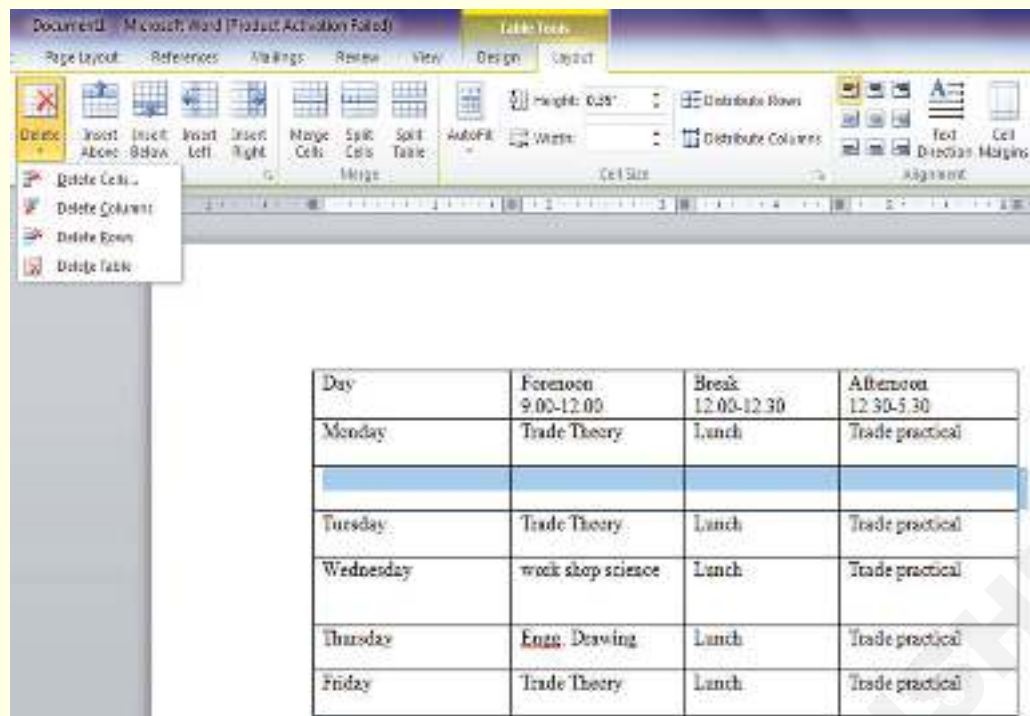 Document1 - Microsoft Word (Product Activation Failed)
Table Tools
Page Layout References Mailings Review View Design Layout
Delete
Insert Above
Insert Below
Insert Left
Insert Right
Merge Cells
Split Cells
Split Table
AutoFit
Height: 0.35"
Width:
Distribute Rows
Distribute Columns
Text Direction
Cell Margins
Merge
Cell Size
Alignment
Delete Cells...
Delete Columns
Delete Rows
Delete Table
Day Forenoon Break Afternoon
9.00-12.00 12.00-12.30 12.30-5.30
Monday Trade Theory Lunch Trade practical
Tuesday Trade Theory Lunch Trade practical
Wednesday work shop science Lunch Trade practical
Thursday Engg. Drawing Lunch Trade practical
Friday Trade Theory Lunch Trade practical